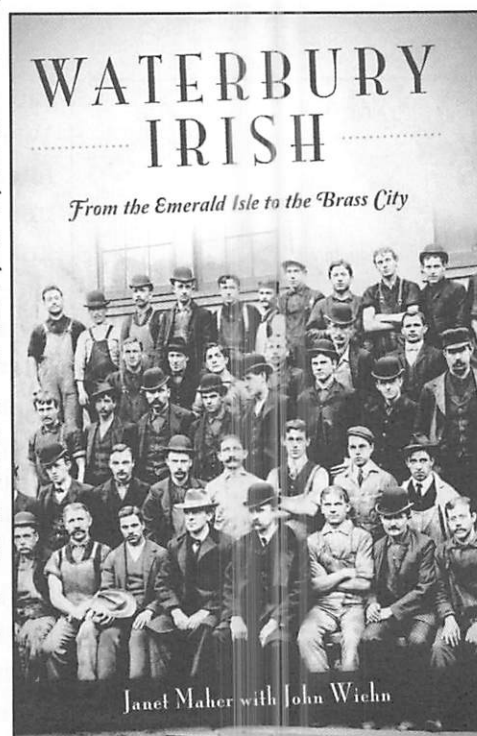 WATERBURY
IRISH
From the Emerald Isle to the Brass City
Janet Maher with John Wiehn